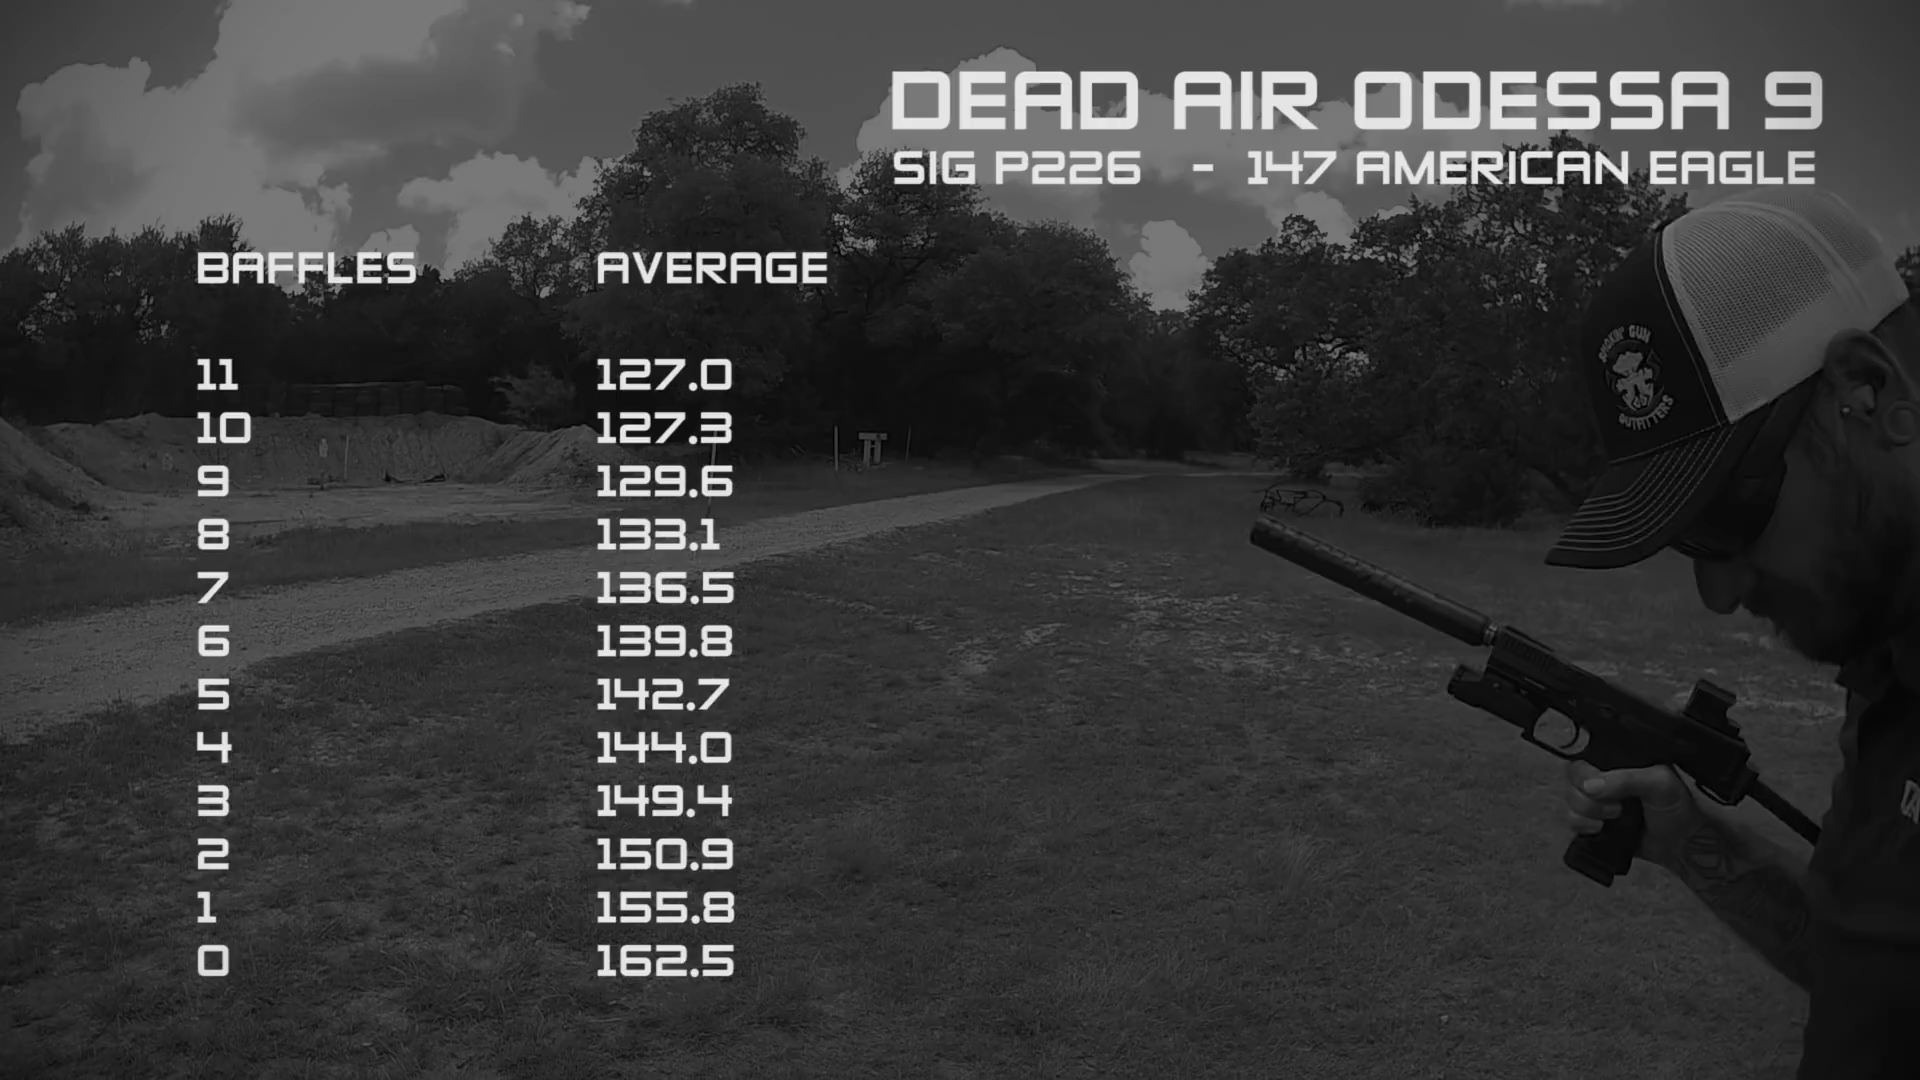 DEAD AIR ODESSA 9
SIG P226 - 147 AMERICAN EAGLE
BAFFLES AVERAGE
11 127.0
10 127.3
9 129.6
8 133.1
7 136.5
6 139.8
5 142.7
4 144.0
3 149.4
2 150.9
1 155.8
0 162.5
GUN
OUTFITTERS